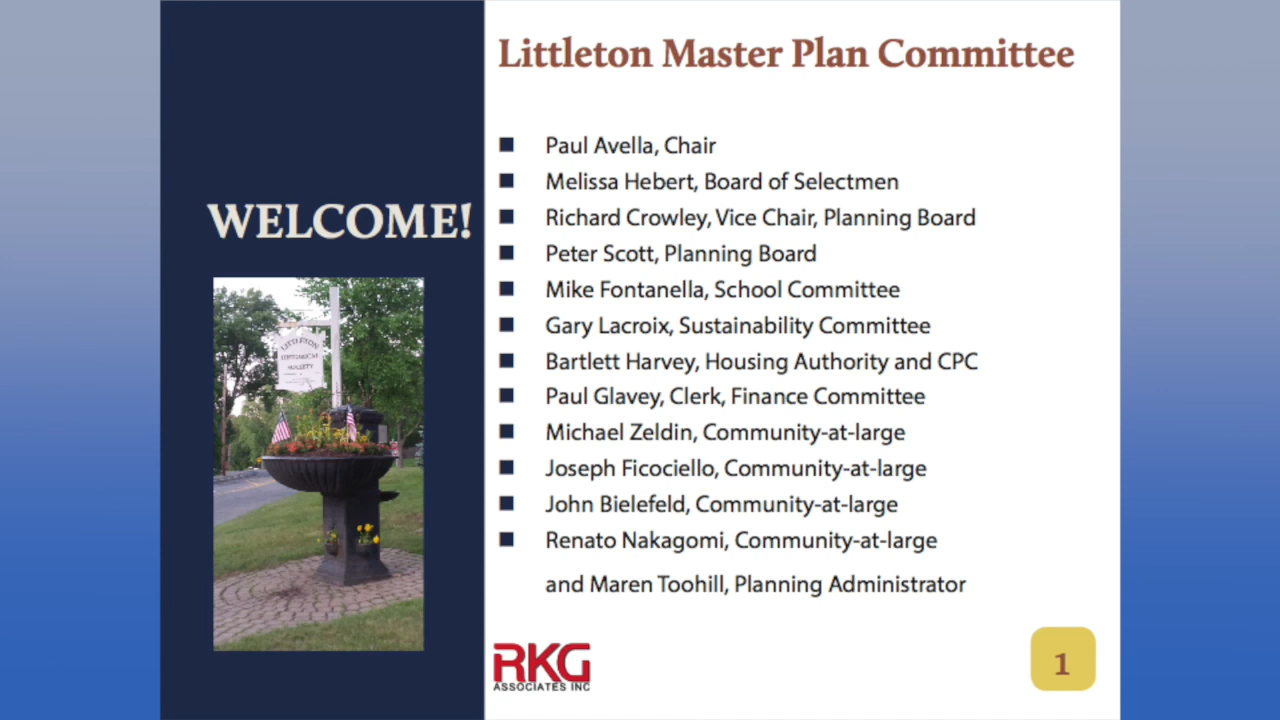 WELCOME!
LITTLETON
HISTORICAL
SOCIETY
Littleton Master Plan Committee
Paul Avella, Chair
Melissa Hebert, Board of Selectmen
Richard Crowley, Vice Chair, Planning Board
Peter Scott, Planning Board
Mike Fontanella, School Committee
Gary Lacroix, Sustainability Committee
Bartlett Harvey, Housing Authority and CPC
Paul Glavey, Clerk, Finance Committee
Michael Zeldin, Community-at-large
Joseph Ficociello, Community-at-large
John Bielefeld, Community-at-large
Renato Nakagomi, Community-at-large
and Maren Toohill, Planning Administrator
RKG
ASSOCIATES INC
1